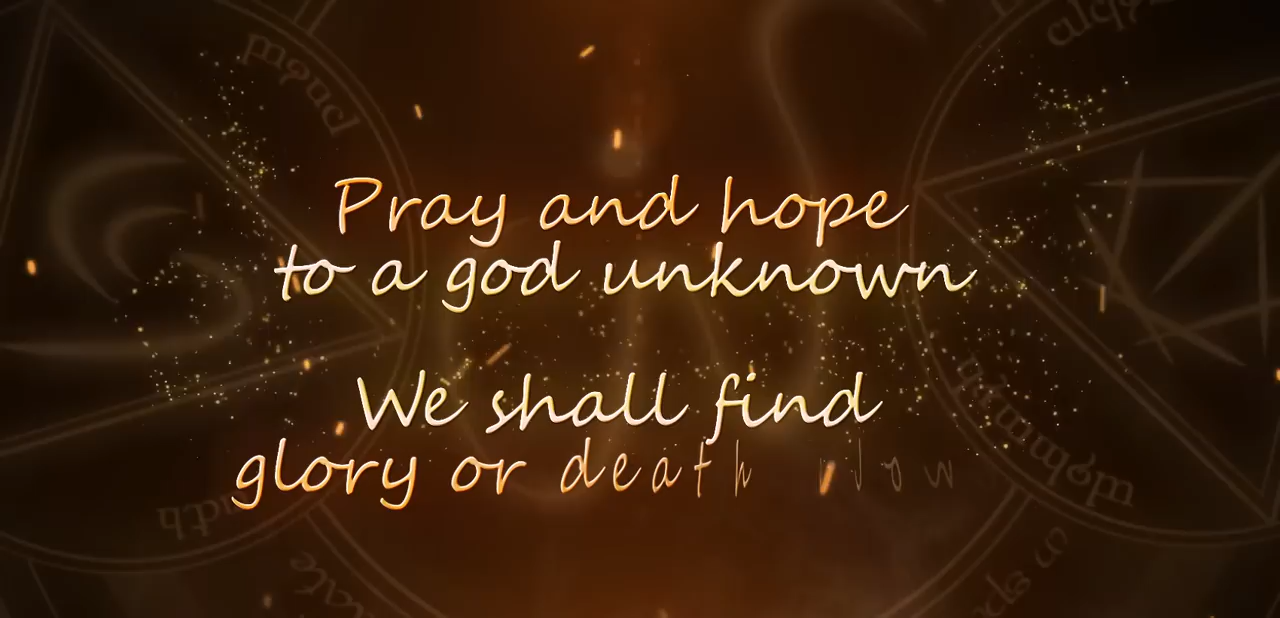 Pray and hope
to a god unknown
We shall find
glory or death